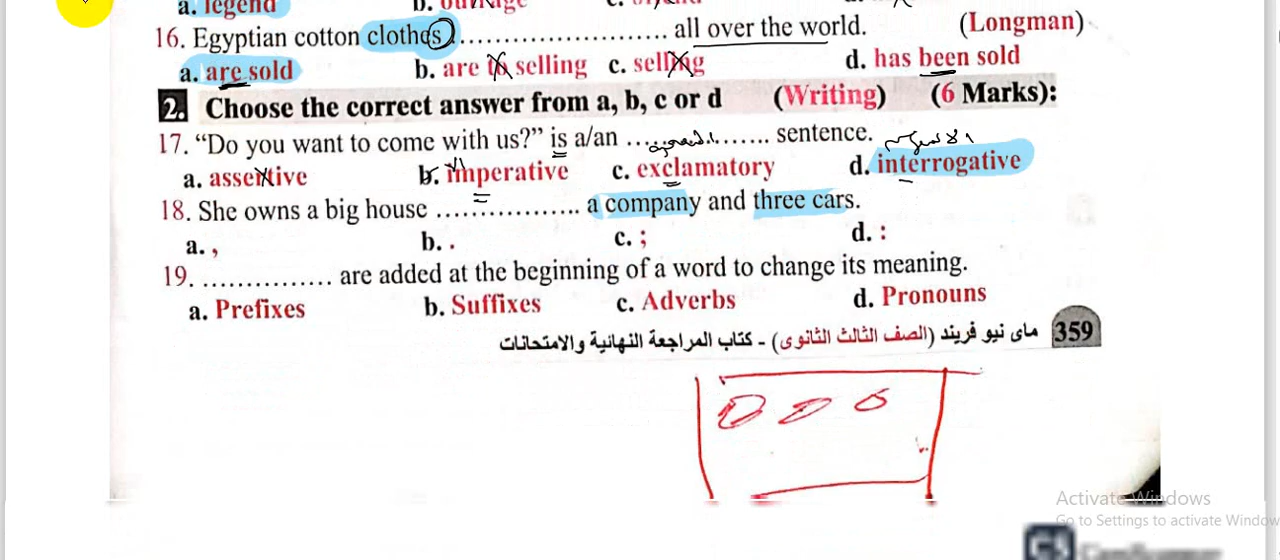 a. legend
16. Egyptian cotton clothes ........................ all over the world. (Longman)
a. are sold b. are to selling c. selling d. has been sold
2. Choose the correct answer from a, b, c or d (Writing) (6 Marks):
17. “Do you want to come with us?” is a/an ................ sentence.
a. assertive b. imperative c. exclamatory d. interrogative
18. She owns a big house ................ a company and three cars.
a. , b. . c. ; d. :
19. .............. are added at the beginning of a word to change its meaning.
a. Prefixes b. Suffixes c. Adverbs d. Pronouns
359 ماى نيو فريند (الصف الثالث الثانوى) - كتاب المراجعة النهائية والامتحانات
Activate Windows
Go to Settings to activate Window